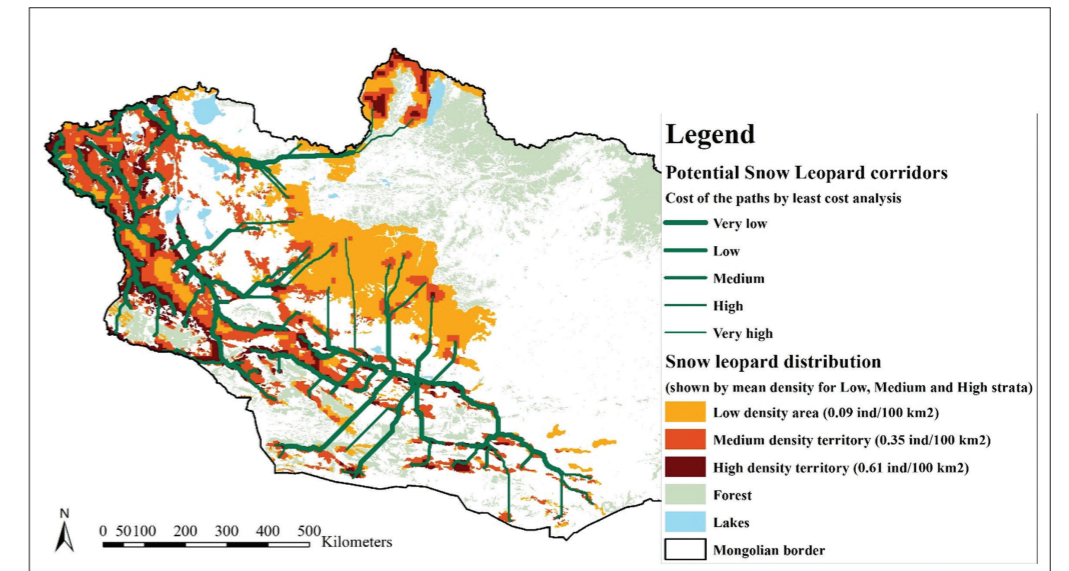 Legend
Potential Snow Leopard corridors
Cost of the paths by least cost analysis
Very low
Low
Medium
High
Very high
Snow leopard distribution
(shown by mean density for Low, Medium and High strata)
Low density area (0.09 ind/100 km2)
Medium density territory (0.35 ind/100 km2)
High density territory (0.61 ind/100 km2)
Forest
Lakes
Mongolian border
N
0 50100 200 300 400 500
Kilometers